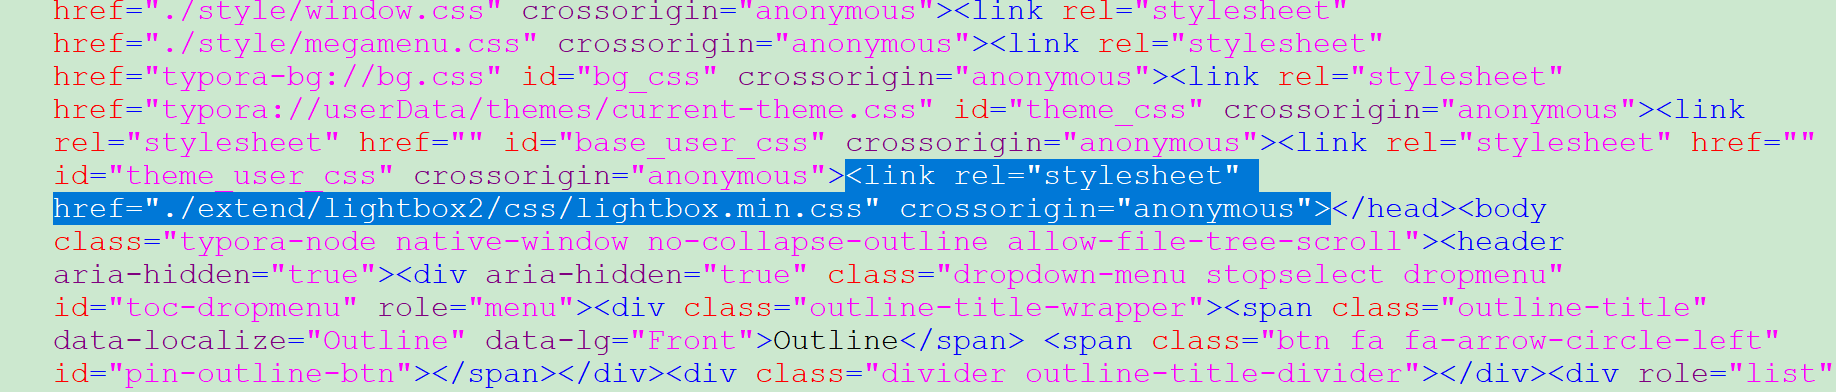 href="./style/window.css" crossorigin="anonymous"><link rel="stylesheet"
href="./style/megamenu.css" crossorigin="anonymous"><link rel="stylesheet"
href="typora-bg://bg.css" id="bg_css" crossorigin="anonymous"><link rel="stylesheet"
href="typora://userData/themes/current-theme.css" id="theme_css" crossorigin="anonymous"><link
rel="stylesheet" href="" id="base_user_css" crossorigin="anonymous"><link rel="stylesheet" href=""
id="theme_user_css" crossorigin="anonymous"><link rel="stylesheet"
href="./extend/lightbox2/css/lightbox.min.css" crossorigin="anonymous"></head><body
class="typora-node native-window no-collapse-outline allow-file-tree-scroll"><header
aria-hidden="true"><div aria-hidden="true" class="dropdown-menu stopselect dropmenu"
id="toc-dropmenu" role="menu"><div class="outline-title-wrapper"><span class="outline-title"
data-localize="Outline" data-lg="Front">Outline</span> <span class="btn fa fa-arrow-circle-left"
id="pin-outline-btn"></span></div><div class="divider outline-title-divider"></div><div role="list"